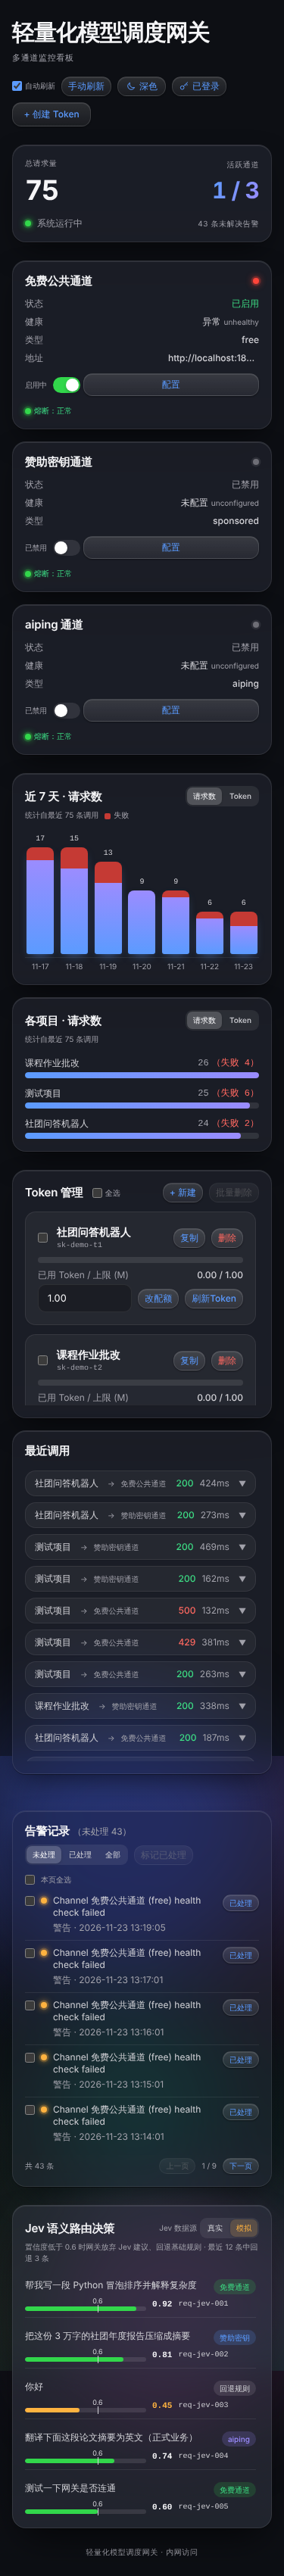 轻量化模型调度网关
多通道监控看板
自动刷新 手动刷新 深色 已登录
+ 创建 Token
总请求量 活跃通道
75 1 / 3
系统运行中 43 条未解决告警
免费公共通道
状态 已启用
健康 异常 unhealthy
类型 free
地址 http://localhost:18...
启用中 配置
熔断：正常
赞助密钥通道
状态 已禁用
健康 未配置 unconfigured
类型 sponsored
已禁用 配置
熔断：正常
aiping 通道
状态 已禁用
健康 未配置 unconfigured
类型 aiping
已禁用 配置
熔断：正常
近 7 天 · 请求数 请求数 Token
统计自最近 75 条调用 失败
17 15 13 9 9 6 6
11-17 11-18 11-19 11-20 11-21 11-22 11-23
各项目 · 请求数 请求数 Token
统计自最近 75 条调用
课程作业批改 26 （失败 4）
测试项目 25 （失败 6）
社团问答机器人 24 （失败 2）
Token 管理 全选 + 新建 批量删除
社团问答机器人 复制 删除
sk-demo-t1
已用 Token / 上限 (M) 0.00 / 1.00
1.00 改配额 刷新Token
课程作业批改 复制 删除
sk-demo-t2
已用 Token / 上限 (M) 0.00 / 1.00
最近调用
社团问答机器人 → 免费公共通道 200 424ms ▼
社团问答机器人 → 赞助密钥通道 200 273ms ▼
测试项目 → 赞助密钥通道 200 469ms ▼
测试项目 → 赞助密钥通道 200 162ms ▼
测试项目 → 免费公共通道 500 132ms ▼
测试项目 → 免费公共通道 429 381ms ▼
测试项目 → 免费公共通道 200 263ms ▼
课程作业批改 → 赞助密钥通道 200 338ms ▼
社团问答机器人 → 免费公共通道 200 187ms ▼
告警记录 （未处理 43）
未处理 已处理 全部 标记已处理
本页全选
Channel 免费公共通道 (free) health 已处理
check failed
警告 · 2026-11-23 13:19:05
Channel 免费公共通道 (free) health 已处理
check failed
警告 · 2026-11-23 13:17:01
Channel 免费公共通道 (free) health 已处理
check failed
警告 · 2026-11-23 13:16:01
Channel 免费公共通道 (free) health 已处理
check failed
警告 · 2026-11-23 13:15:01
Channel 免费公共通道 (free) health 已处理
check failed
警告 · 2026-11-23 13:14:01
共 43 条 上一页 1 / 9 下一页
Jev 语义路由决策 Jev 数据源 真实 模拟
置信度低于 0.6 时网关放弃 Jev 建议、回退基础规则 · 最近 12 条中回
退 3 条
帮我写一段 Python 冒泡排序并解释复杂度 免费通道
0.6
0.92 req-jev-001
把这份 3 万字的社团年度报告压缩成摘要 赞助密钥
0.6
0.81 req-jev-002
你好 回退规则
0.6
0.45 req-jev-003
翻译下面这段论文摘要为英文（正式业务） aiping
0.6
0.74 req-jev-004
测试一下网关是否连通 免费通道
0.6
0.60 req-jev-005
轻量化模型调度网关 · 内网访问